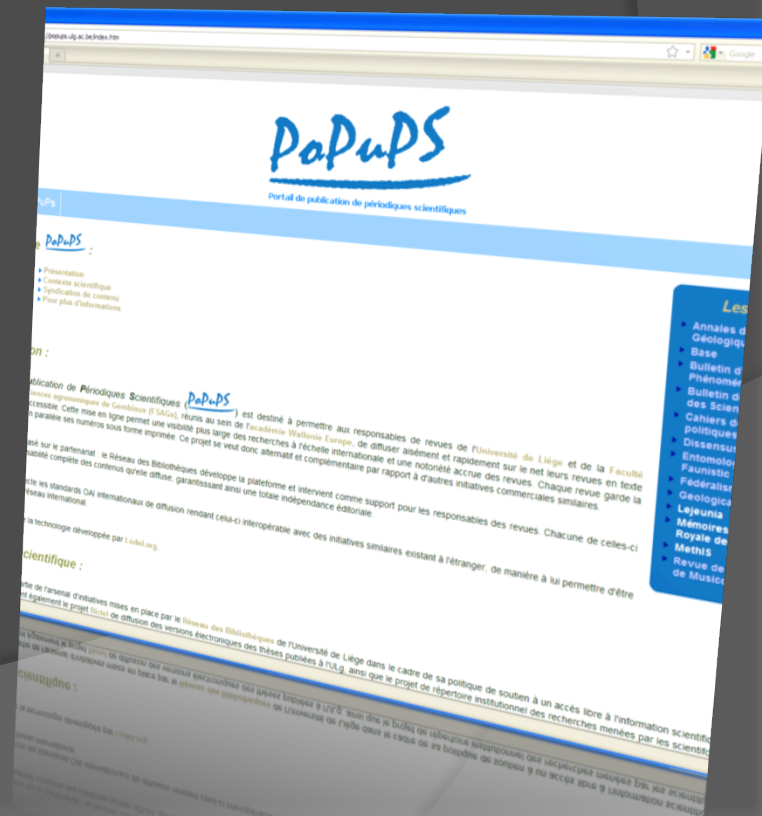 /popups.ulg.ac.be/index.htm
Google
PoPuPS
Portail de publication de périodiques scientifiques
uPs
e PoPuPS :
Présentation
Contexte scientifique
Syndication de contenu
Pour plus d'informations
on :
ublication de Périodiques Scientifiques (PoPuPS) est destiné à permettre aux responsables de revues de l'Université de Liège et de la Faculté
iences agronomiques de Gembloux (FSAGx), réunis au sein de l'académie Wallonie Europe, de diffuser aisément et rapidement sur le net leurs revues en texte
ccessible. Cette mise en ligne permet une visibilité plus large des recherches à l'échelle internationale et une notoriété accrue des revues. Chaque revue garde la
n parallèle ses numéros sous forme imprimée. Ce projet se veut donc alternatif et complémentaire par rapport à d'autres initiatives commerciales similaires.
asé sur le partenariat : le Réseau des Bibliothèques développe la plateforme et intervient comme support pour les responsables des revues. Chacune de celles-ci
sabilité complète des contenus qu'elle diffuse, garantisssant ainsi une totale indépendance éditoriale.
cte les standards OAI internationaux de diffusion rendant celui-ci interopérable avec des initiatives similaires existant à l'étranger, de manière à lui permettre d'être
éseau international.
la technologie développée par Lodel.org.
cientifique :
artie de l'arsenal d'initiatives mises en place par le Réseau des Bibliothèques de l'Université de Liège dans le cadre de sa politique de soutien à un accès libre à l'information scientifiq
nt également le projet Bictel de diffusion des versions électroniques des thèses publiées à l'ULg, ainsi que le projet de répertoire institutionnel des recherches menées par les scientifi
Les
Annales d
Géologiqu
Base
Bulletin d
Phénomén
Bulletin d
des Scien
Cahiers d
politiques
Dissensus
Entomolo
Faunistic
Fédéralis
Geologica
Lejeunia
Mémoires
Royale de
MethIS
Revue de
de Musico